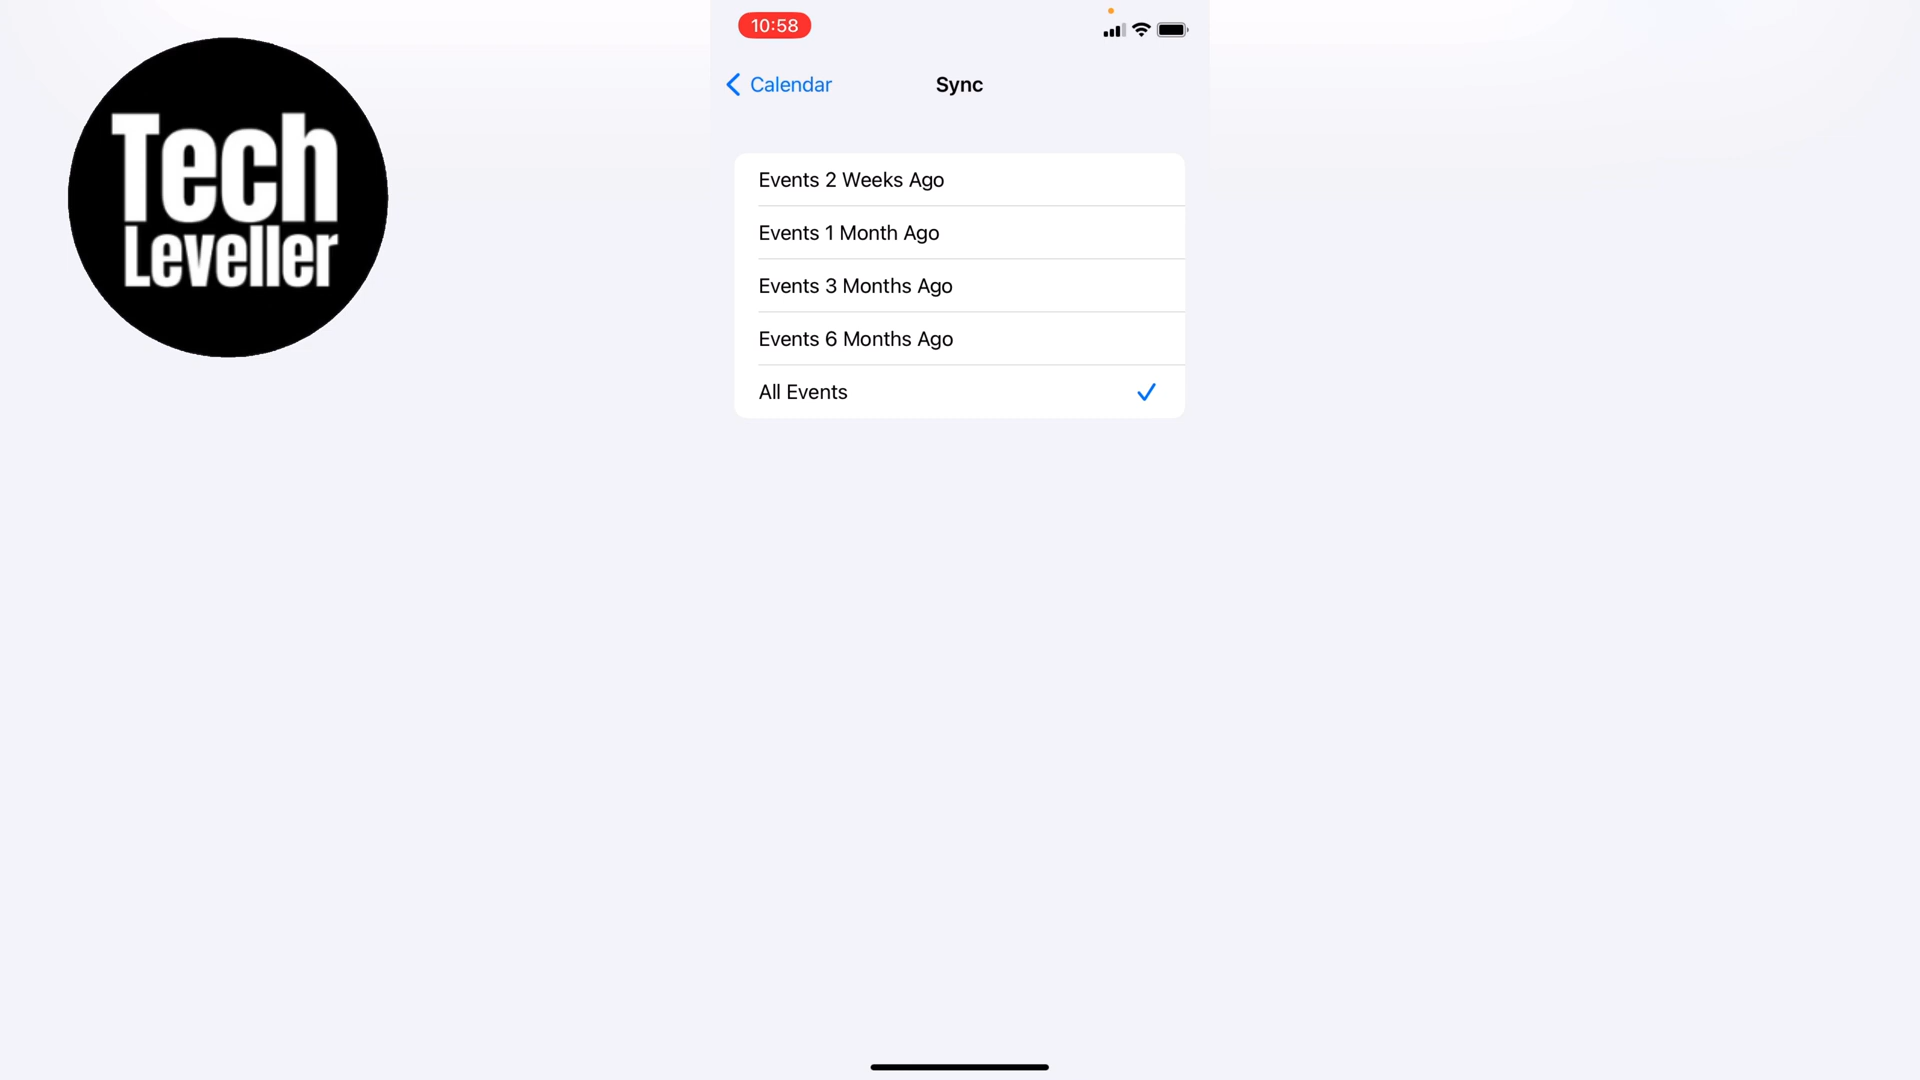 Tech
Leveller
10:58
Calendar
Sync
Events 2 Weeks Ago
Events 1 Month Ago
Events 3 Months Ago
Events 6 Months Ago
All Events